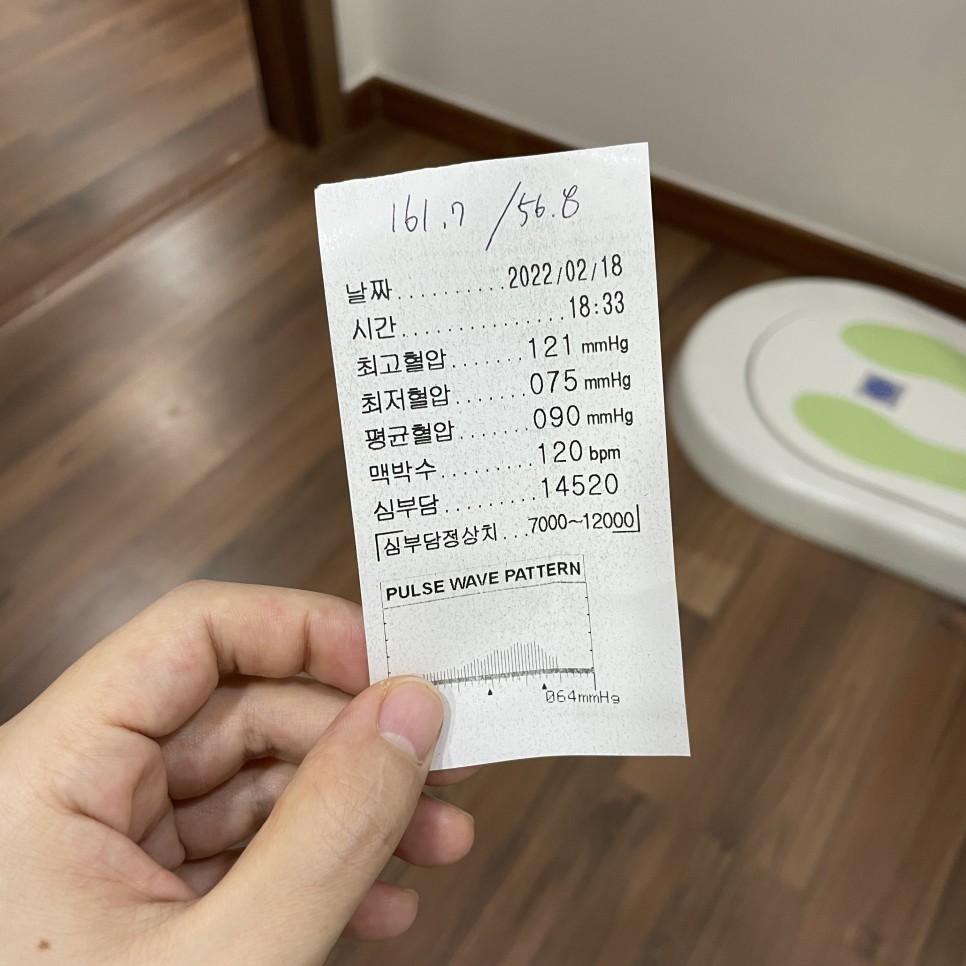 161.7 / 56.8
날짜..........2022/02/18
시간..............18:33
최고혈압.......121 mmHg
최저혈압.......075 mmHg
평균혈압.......090 mmHg
맥박수.........120 bpm
심부담.........14520
심부담정상치...7000~12000
PULSE WAVE PATTERN
064mmHg